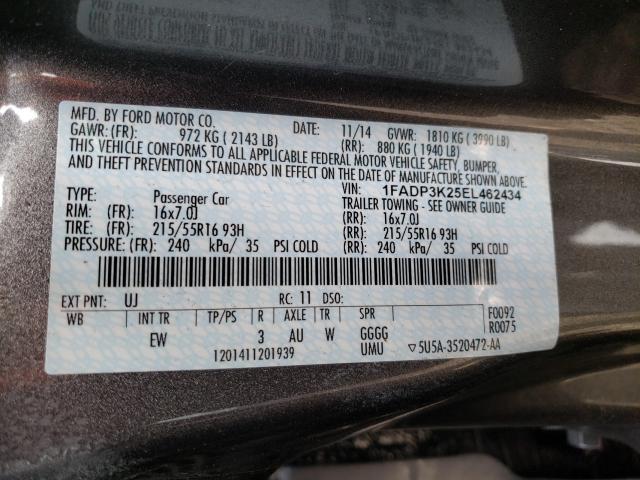 MFD. BY FORD MOTOR CO.
DATE: 11/14 GVWR: 1810 KG ( 3990 LB)
GAWR: (FR): 972 KG ( 2143 LB) (RR): 880 KG ( 1940 LB)
THIS VEHICLE CONFORMS TO ALL APPLICABLE FEDERAL MOTOR VEHICLE SAFETY, BUMPER,
AND THEFT PREVENTION STANDARDS IN EFFECT ON THE DATE OF MANUFACTURE SHOWN ABOVE.
VIN: 1FADP3K25EL462434
TYPE: Passenger Car TRAILER TOWING - SEE OWNER GUIDE
RIM: (FR): 16x7.0J (RR): 16x7.0J
TIRE: (FR): 215/55R16 93H (RR): 215/55R16 93H
PRESSURE: (FR): 240 kPa/ 35 PSI COLD (RR): 240 kPa/ 35 PSI COLD
EXT PNT: UJ RC: 11 DSO:
WB INT TR TP/PS R AXLE TR SPR F0092
EW 3 AU W GGGG R0075
1201411201939 UMU ▽5U5A-3520472-AA